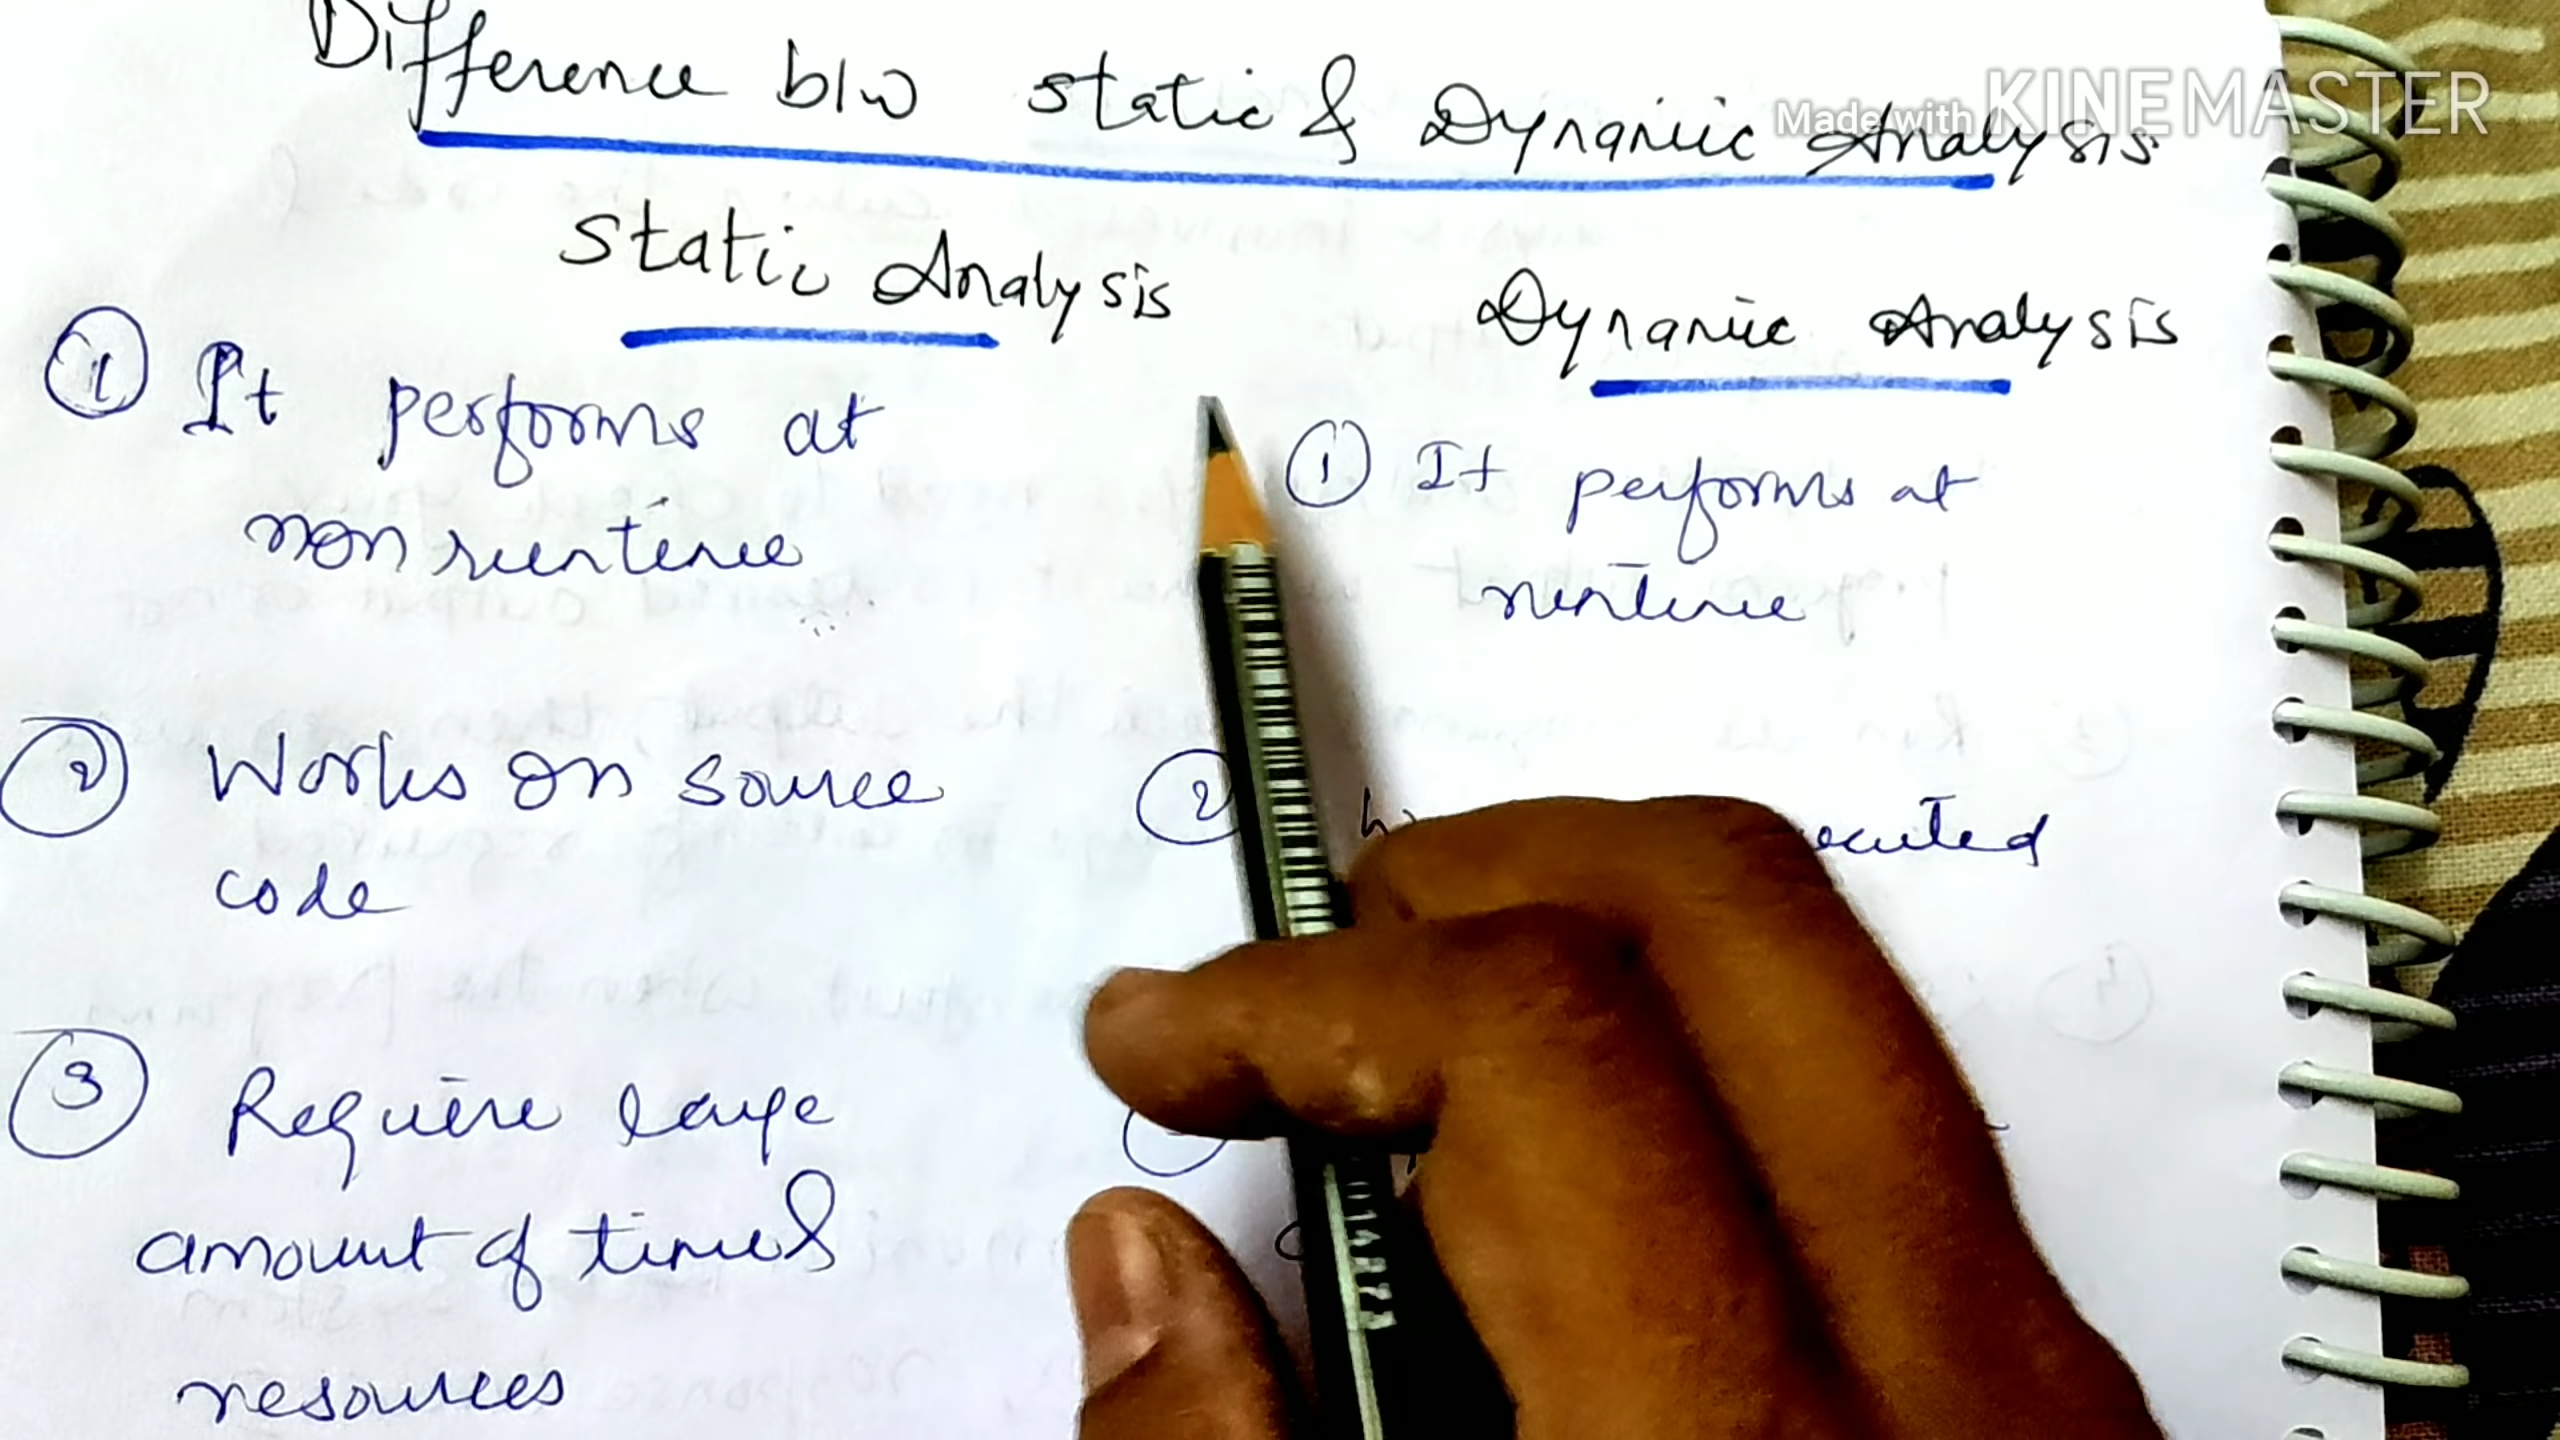 Difference b/w static & Dynamic Analysis
Made with KINEMASTER
Static Analysis
① It performs at
non runtime
② Works on source
code
③ Require large
amount of time &
resources
Dynamic Analysis
① It performs at
runtime
②